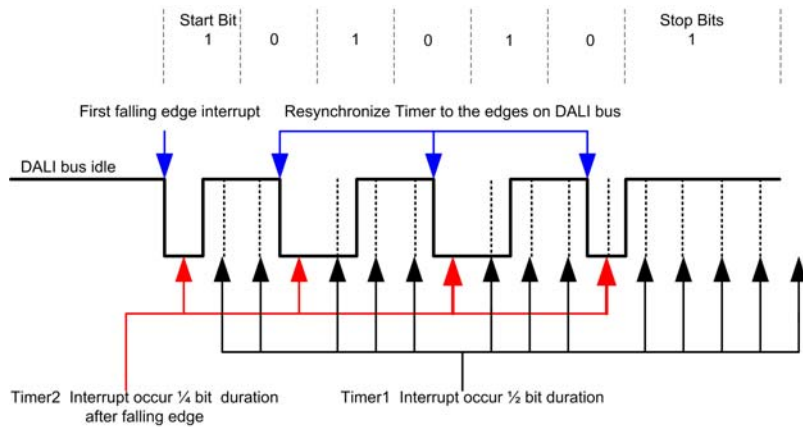 Start Bit
Stop Bits
1 0 1 0 1 0 1
First falling edge interrupt
Resynchronize Timer to the edges on DALI bus
DALI bus idle
Timer2 Interrupt occur ¼ bit duration
after falling edge
Timer1 Interrupt occur ½ bit duration